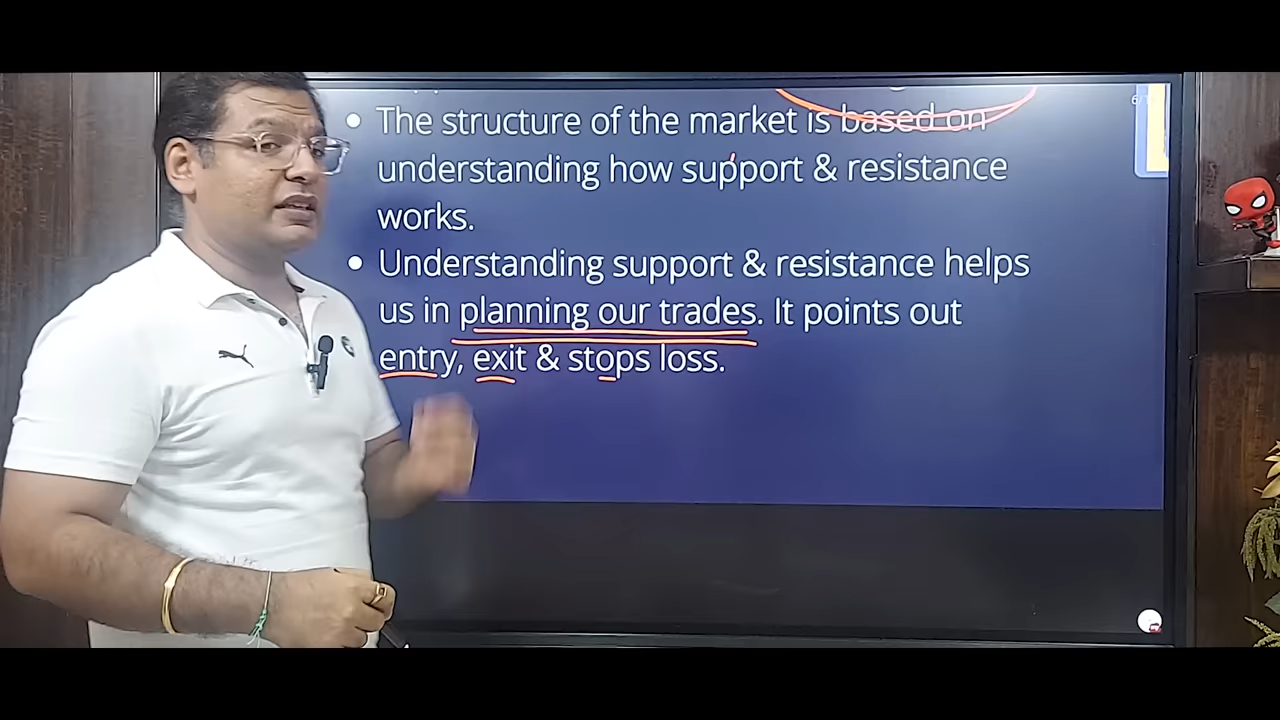 • The structure of the market is based on
understanding how support & resistance
works.
• Understanding support & resistance helps
us in planning our trades. It points out
entry, exit & stops loss.